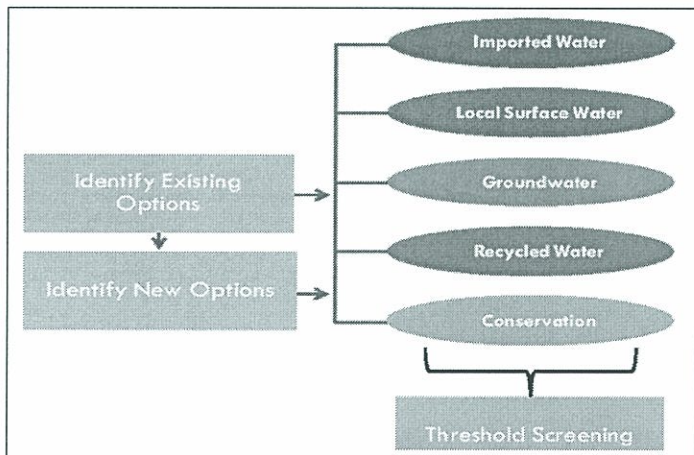 Imported Water
Local Surface Water
Identify Existing
Options
Groundwater
Identify New Options
Recycled Water
Conservation
Threshold Screening